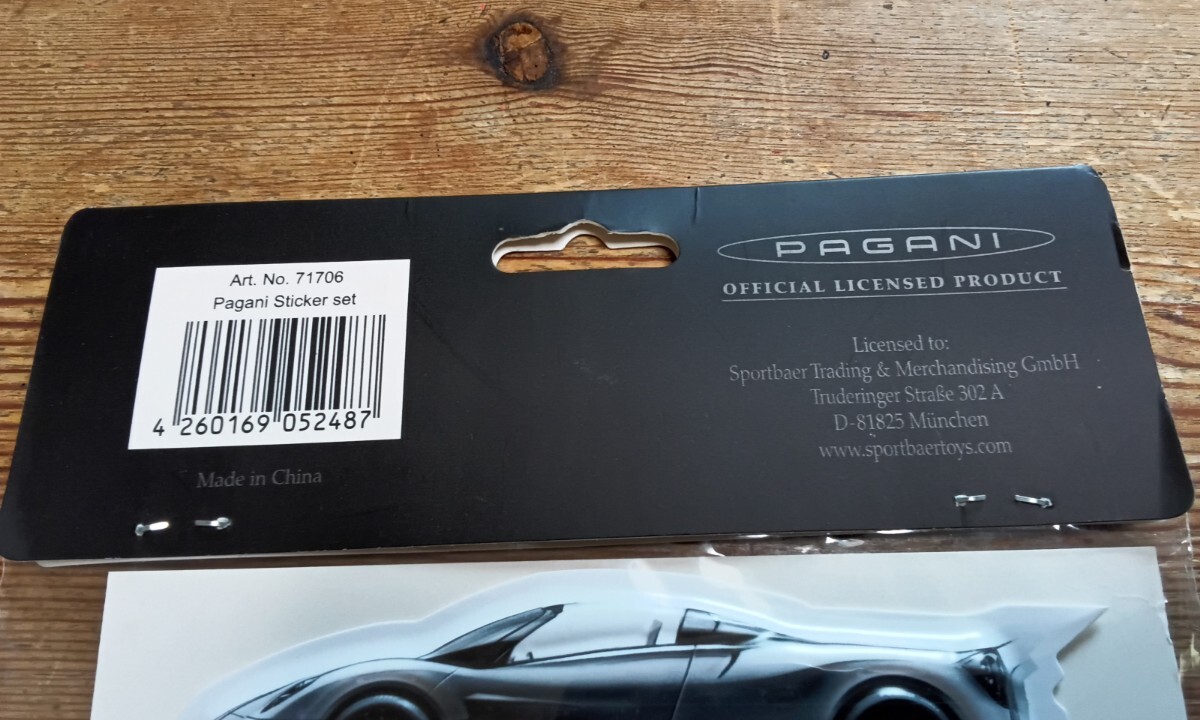 Art. No. 71706
Pagani Sticker set
4 260169 052487
Made in China
PAGANI
OFFICIAL LICENSED PRODUCT
Licensed to:
Sportbaer Trading & Merchandising GmbH
Truderinger Straße 302 A
D-81825 München
www.sportbaertoys.com